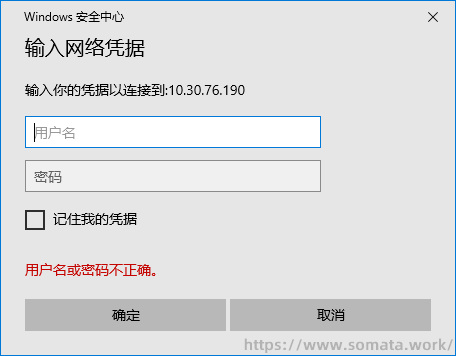 Windows 安全中心
输入网络凭据
输入你的凭据以连接到:10.30.76.190
用户名
密码
记住我的凭据
用户名或密码不正确。
确定
取消
https://www.somata.work/